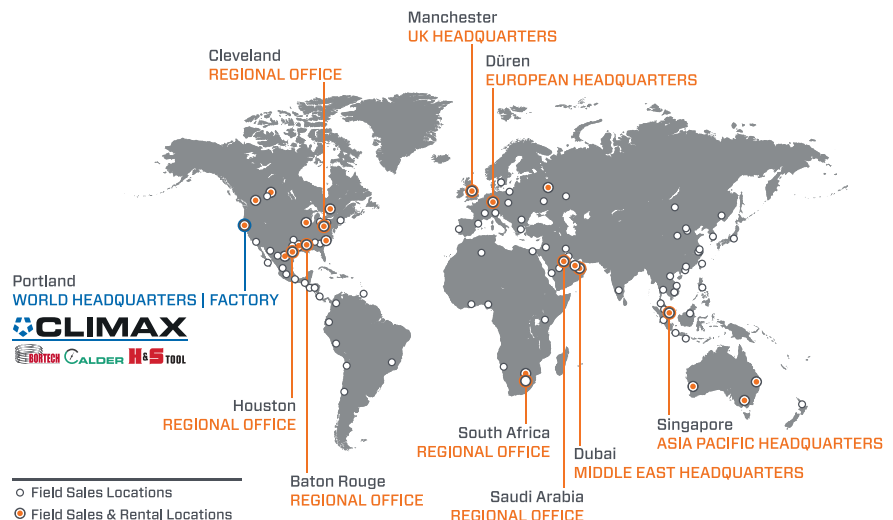 Manchester
UK HEADQUARTERS
Cleveland
REGIONAL OFFICE
Düren
EUROPEAN HEADQUARTERS
Portland
WORLD HEADQUARTERS | FACTORY
CLIMAX
BORTECH CALDER H&S TOOL
Houston
REGIONAL OFFICE
Baton Rouge
REGIONAL OFFICE
South Africa
REGIONAL OFFICE
Saudi Arabia
REGIONAL OFFICE
Dubai
MIDDLE EAST HEADQUARTERS
Singapore
ASIA PACIFIC HEADQUARTERS
Field Sales Locations
Field Sales & Rental Locations